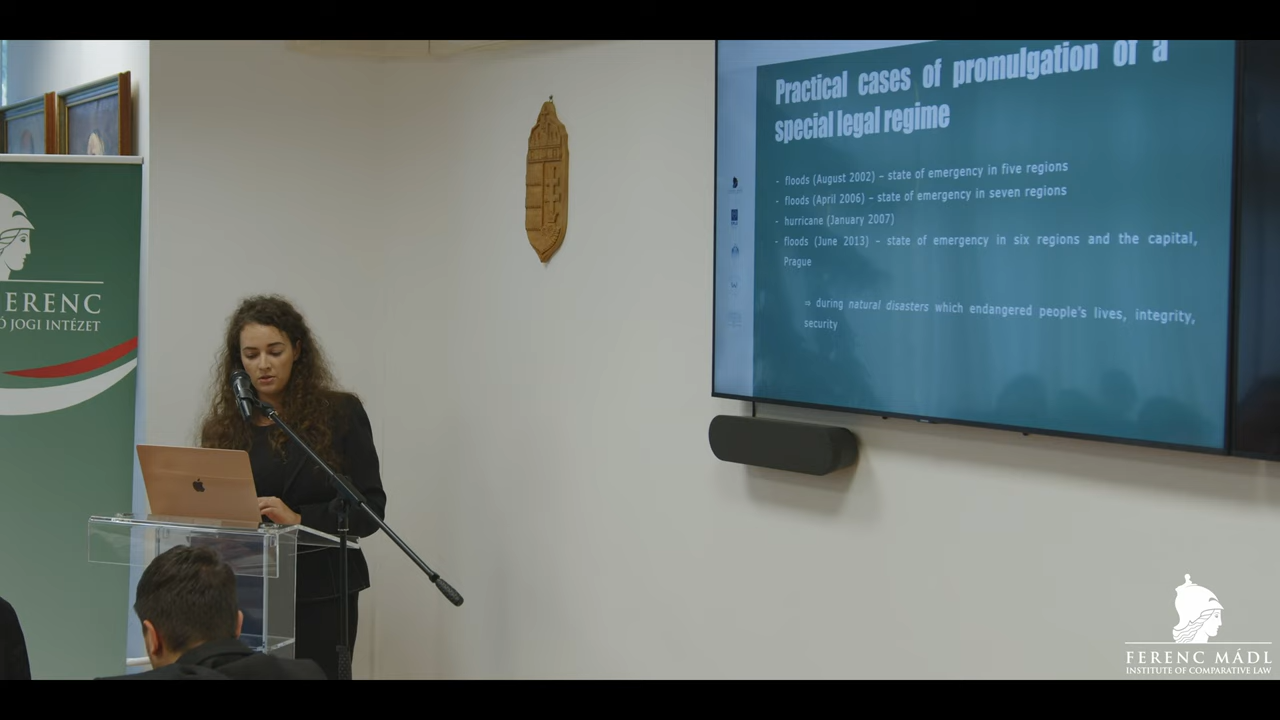 Practical cases of promulgation of a
special legal regime
- floods (August 2002) – state of emergency in five regions
- floods (April 2006) – state of emergency in seven regions
- hurricane (January 2007)
- floods (June 2013) – state of emergency in six regions and the capital,
Prague
⇒ during natural disasters which endangered people's lives, integrity,
security
ERENC
Ó JOGI INTÉZET
FERENC MÁDL
INSTITUTE OF COMPARATIVE LAW